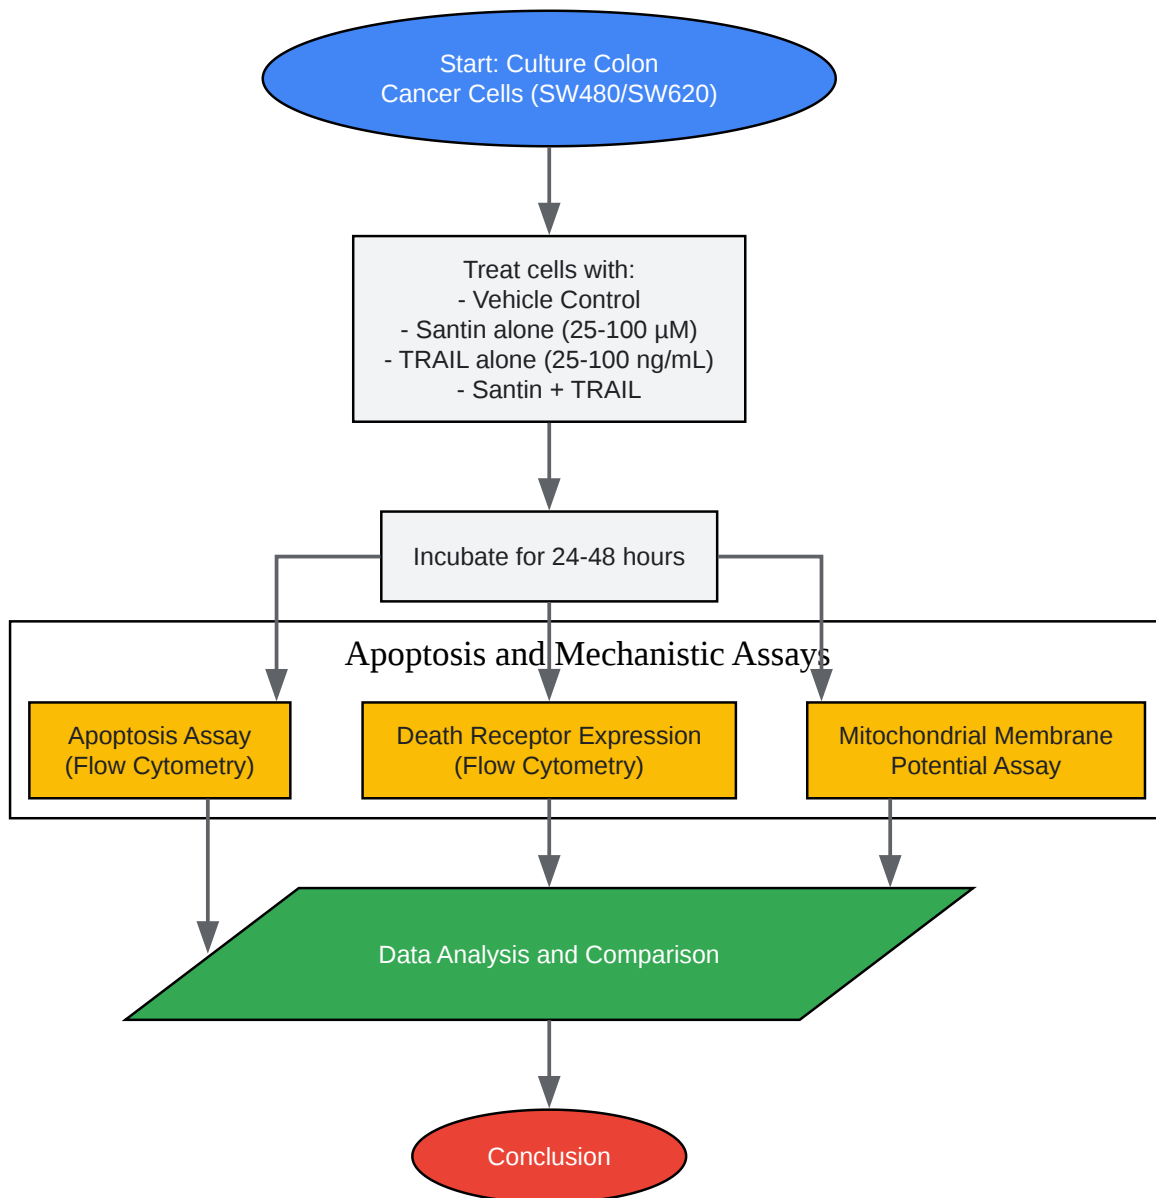 Start: Culture Colon
Cancer Cells (SW480/SW620)
Treat cells with:
- Vehicle Control
- Santin alone (25-100 µM)
- TRAIL alone (25-100 ng/mL)
- Santin + TRAIL
Incubate for 24-48 hours
Apoptosis and Mechanistic Assays
Apoptosis Assay
(Flow Cytometry)
Death Receptor Expression
(Flow Cytometry)
Mitochondrial Membrane
Potential Assay
Data Analysis and Comparison
Conclusion